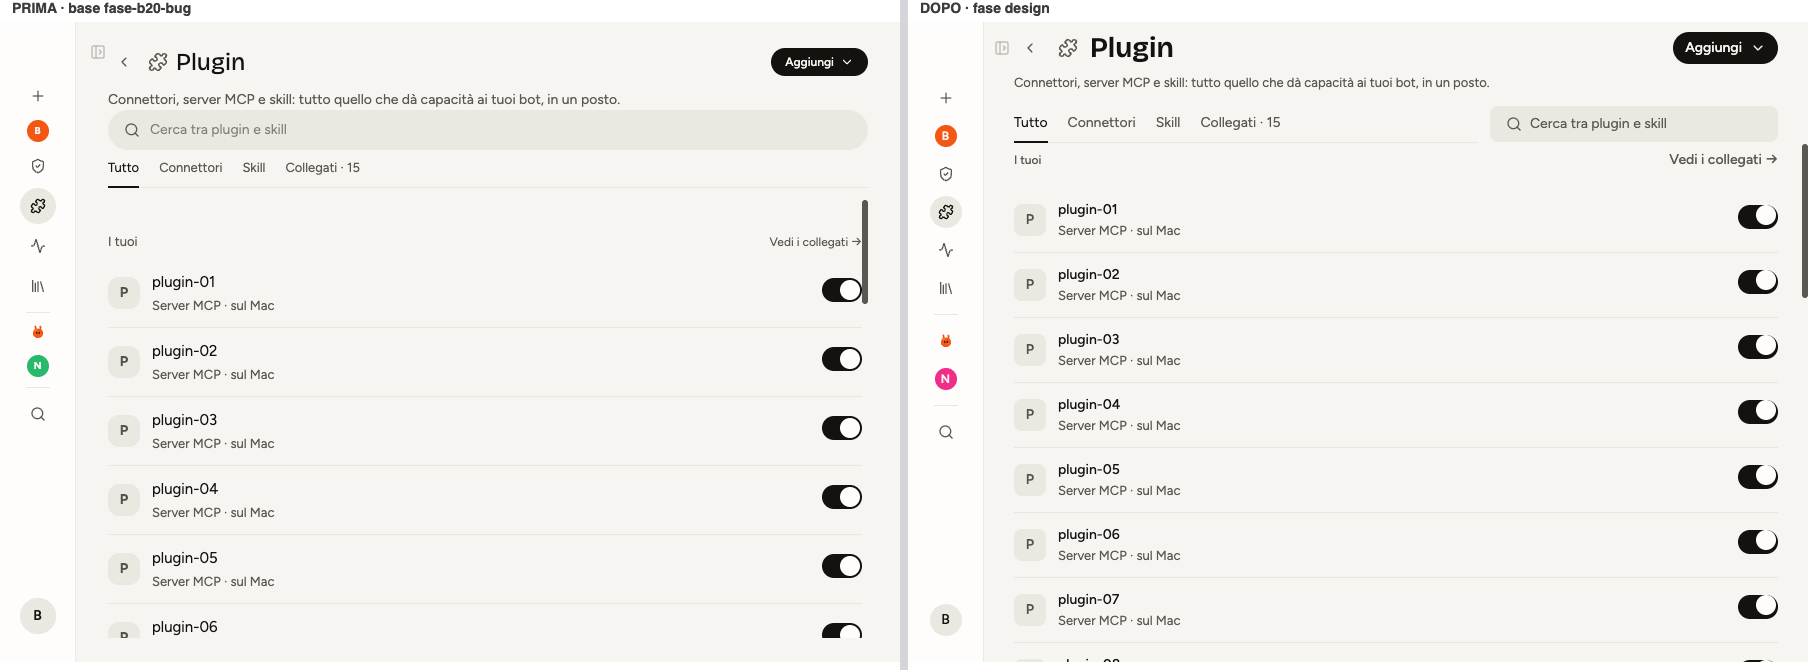 PRIMA · base fase-b20-bug
Plugin
Aggiungi
Connettori, server MCP e skill: tutto quello che dà capacità ai tuoi bot, in un posto.
Cerca tra plugin e skill
Tutto Connettori Skill Collegati · 15
I tuoi Vedi i collegati →
P plugin-01
Server MCP · sul Mac
P plugin-02
Server MCP · sul Mac
P plugin-03
Server MCP · sul Mac
P plugin-04
Server MCP · sul Mac
P plugin-05
Server MCP · sul Mac
P plugin-06
B
N
B
DOPO · fase design
Plugin
Aggiungi
Connettori, server MCP e skill: tutto quello che dà capacità ai tuoi bot, in un posto.
Tutto Connettori Skill Collegati · 15 Cerca tra plugin e skill
I tuoi Vedi i collegati →
P plugin-01
Server MCP · sul Mac
P plugin-02
Server MCP · sul Mac
P plugin-03
Server MCP · sul Mac
P plugin-04
Server MCP · sul Mac
P plugin-05
Server MCP · sul Mac
P plugin-06
Server MCP · sul Mac
P plugin-07
Server MCP · sul Mac
B
N
B